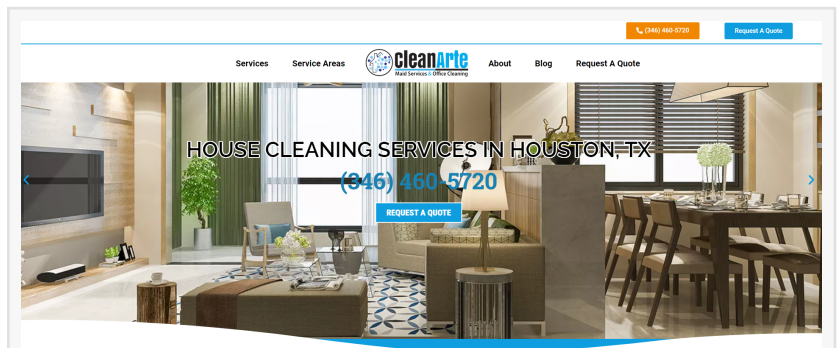 (346) 460-5720
Request A Quote
Services
Service Areas
cleanArte
Maid Services & Office Cleaning
About
Blog
Request A Quote
HOUSE CLEANING SERVICES IN HOUSTON, TX
(346) 460-5720
REQUEST A QUOTE